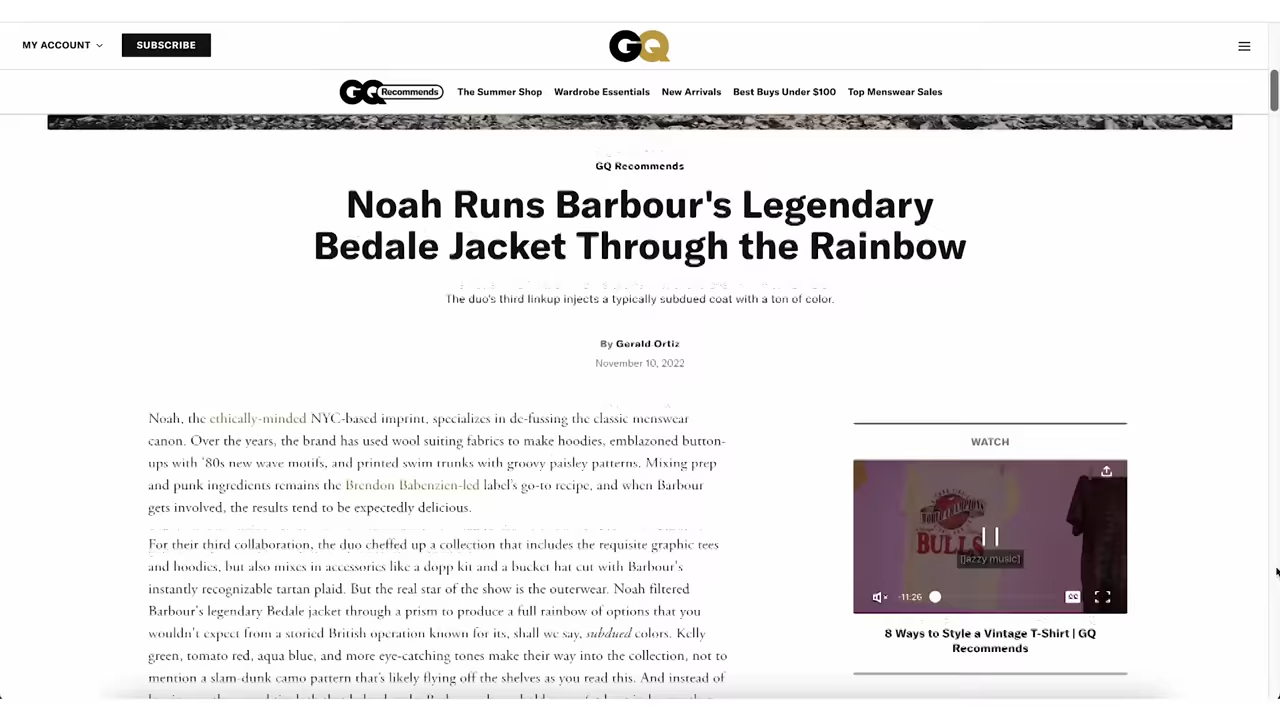 MY ACCOUNT
SUBSCRIBE
GQ
GQ Recommends
The Summer Shop
Wardrobe Essentials
New Arrivals
Best Buys Under $100
Top Menswear Sales
GQ Recommends
Noah Runs Barbour's Legendary
Bedale Jacket Through the Rainbow
The duo's third linkup injects a typically subdued coat with a ton of color.
By Gerald Ortiz
November 10, 2022
Noah, the ethically-minded NYC-based imprint, specializes in de-fussing the classic menswear
canon. Over the years, the brand has used wool suiting fabrics to make hoodies, emblazoned button-
ups with '80s new wave motifs, and printed swim trunks with groovy paisley patterns. Mixing prep
and punk ingredients remains the Brendon Babenzien-led label's go-to recipe, and when Barbour
gets involved, the results tend to be expectedly delicious.
For their third collaboration, the duo cheffed up a collection that includes the requisite graphic tees
and hoodies, but also mixes in accessories like a dopp kit and a bucket hat cut with Barbour's
instantly recognizable tartan plaid. But the real star of the show is the outerwear. Noah filtered
Barbour's legendary Bedale jacket through a prism to produce a full rainbow of options that you
wouldn't expect from a storied British operation known for its, shall we say, subdued colors. Kelly
green, tomato red, aqua blue, and more eye-catching tones make their way into the collection, not to
mention a slam-dunk camo pattern that's likely flying off the shelves as you read this. And instead of
WATCH
WORLD CHAMPIONS
BULLS
[jazzy music]
-11:26
CC
8 Ways to Style a Vintage T-Shirt | GQ
Recommends